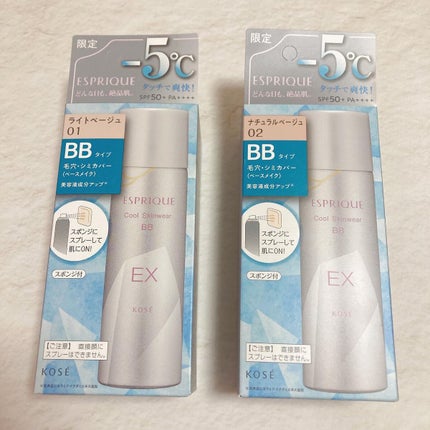 限定
-5℃
ESPRIQUE
どんな日も、絶品肌。
タッチで爽快!
SPF50+ PA++++
ライトベージュ
01
BBタイプ
毛穴・シミカバー
(ベースメイク)
美容液成分アップ*
スポンジに
スプレーして
肌にON!
スポンジ付
ESPRIQUE
Cool Skinwear
BB
EX
KOSÉ
【ご注意】 直接顔に
スプレーはできません。
KOSÉ
限定
-5℃
ESPRIQUE
どんな日も、絶品肌。
タッチで爽快!
SPF50+ PA++++
ナチュラルベージュ
02
BBタイプ
毛穴・シミカバー
(ベースメイク)
美容液成分アップ*
スポンジに
スプレーして
肌にON!
スポンジ付
ESPRIQUE
Cool Skinwear
BB
EX
KOSÉ
【ご注意】 直接顔に
スプレーはできません。
KOSÉ